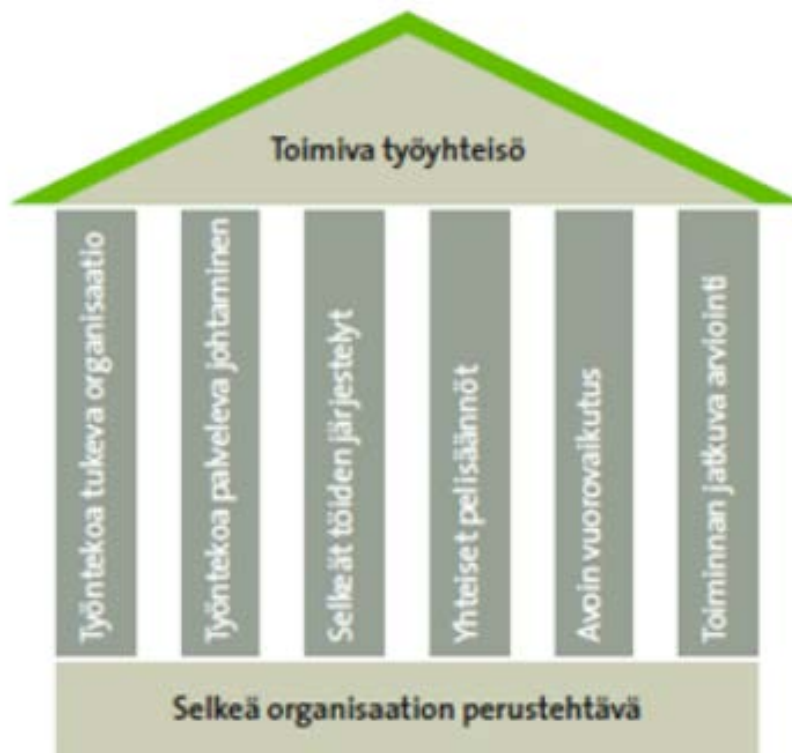 Toimiva työyhteisö
Työntekoa tukeva organisaatio
Työntekoa palveleva johtaminen
Selkeät töiden järjestelyt
Yhteiset pelisäännöt
Avoin vuorovaikutus
Toiminnan jatkuva arviointi
Selkeä organisaation perustehtävä